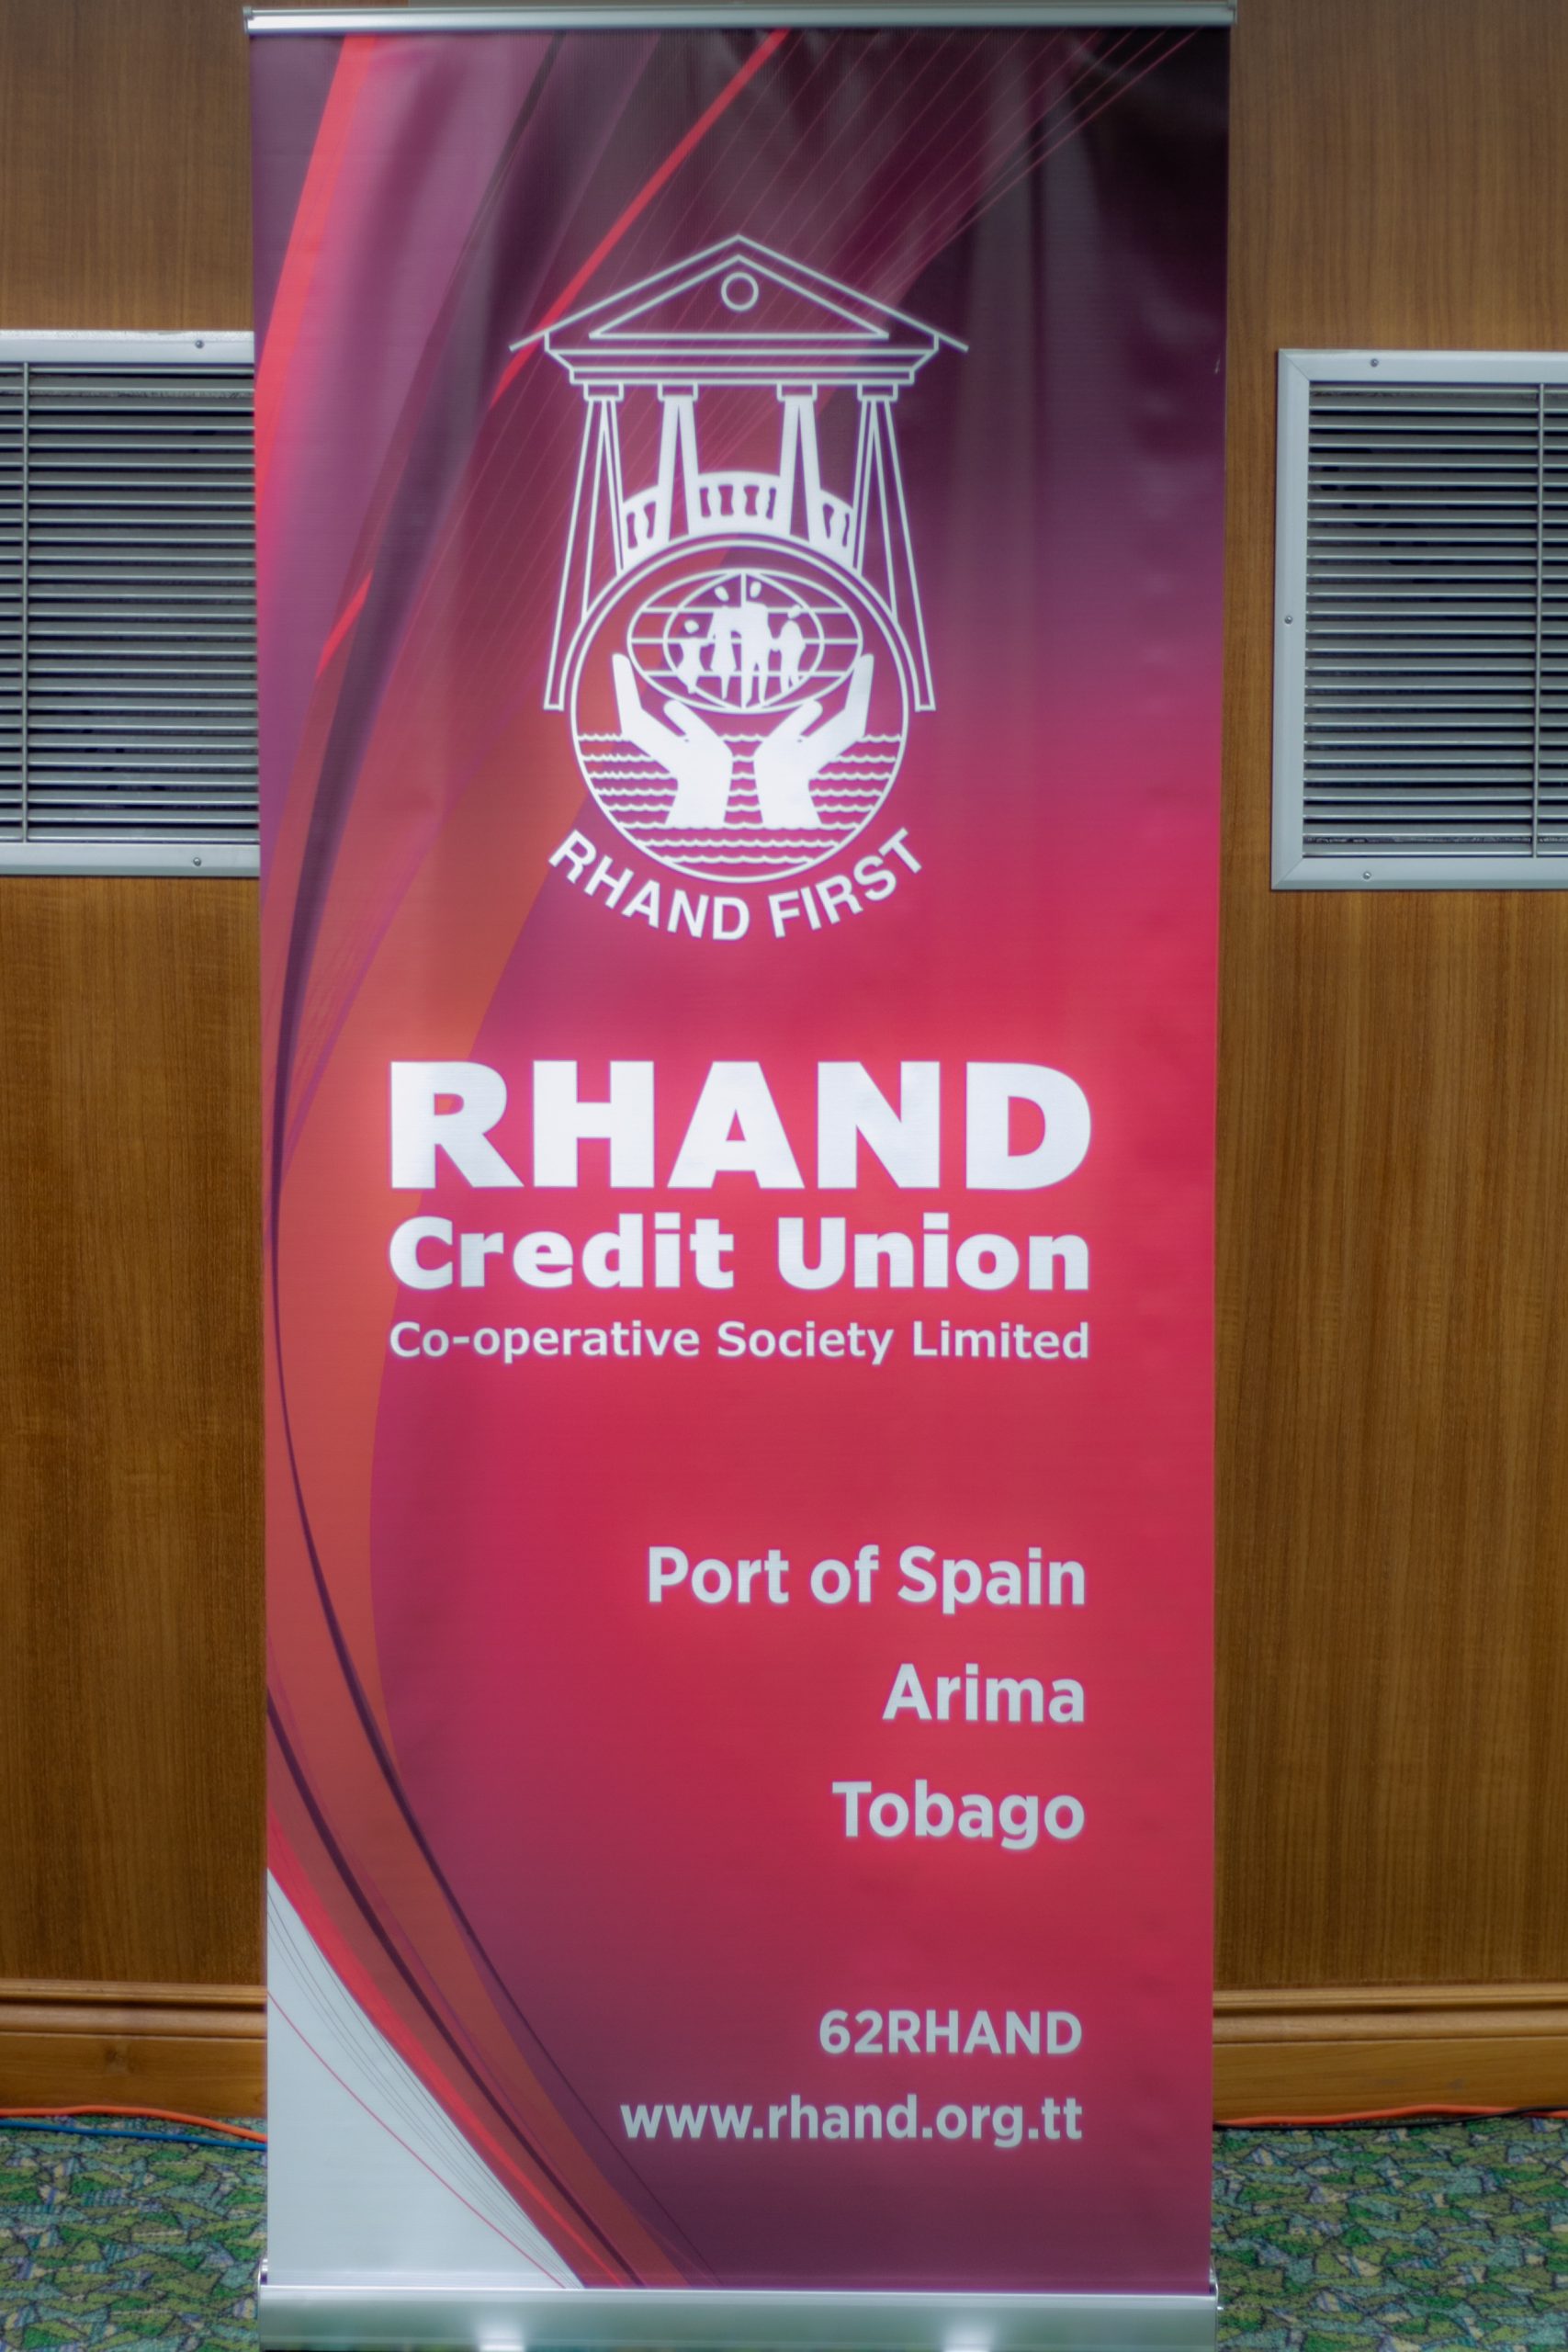 RHAND FIRST
RHAND
Credit Union
Co-operative Society Limited
Port of Spain
Arima
Tobago
62RHAND
www.rhand.org.tt